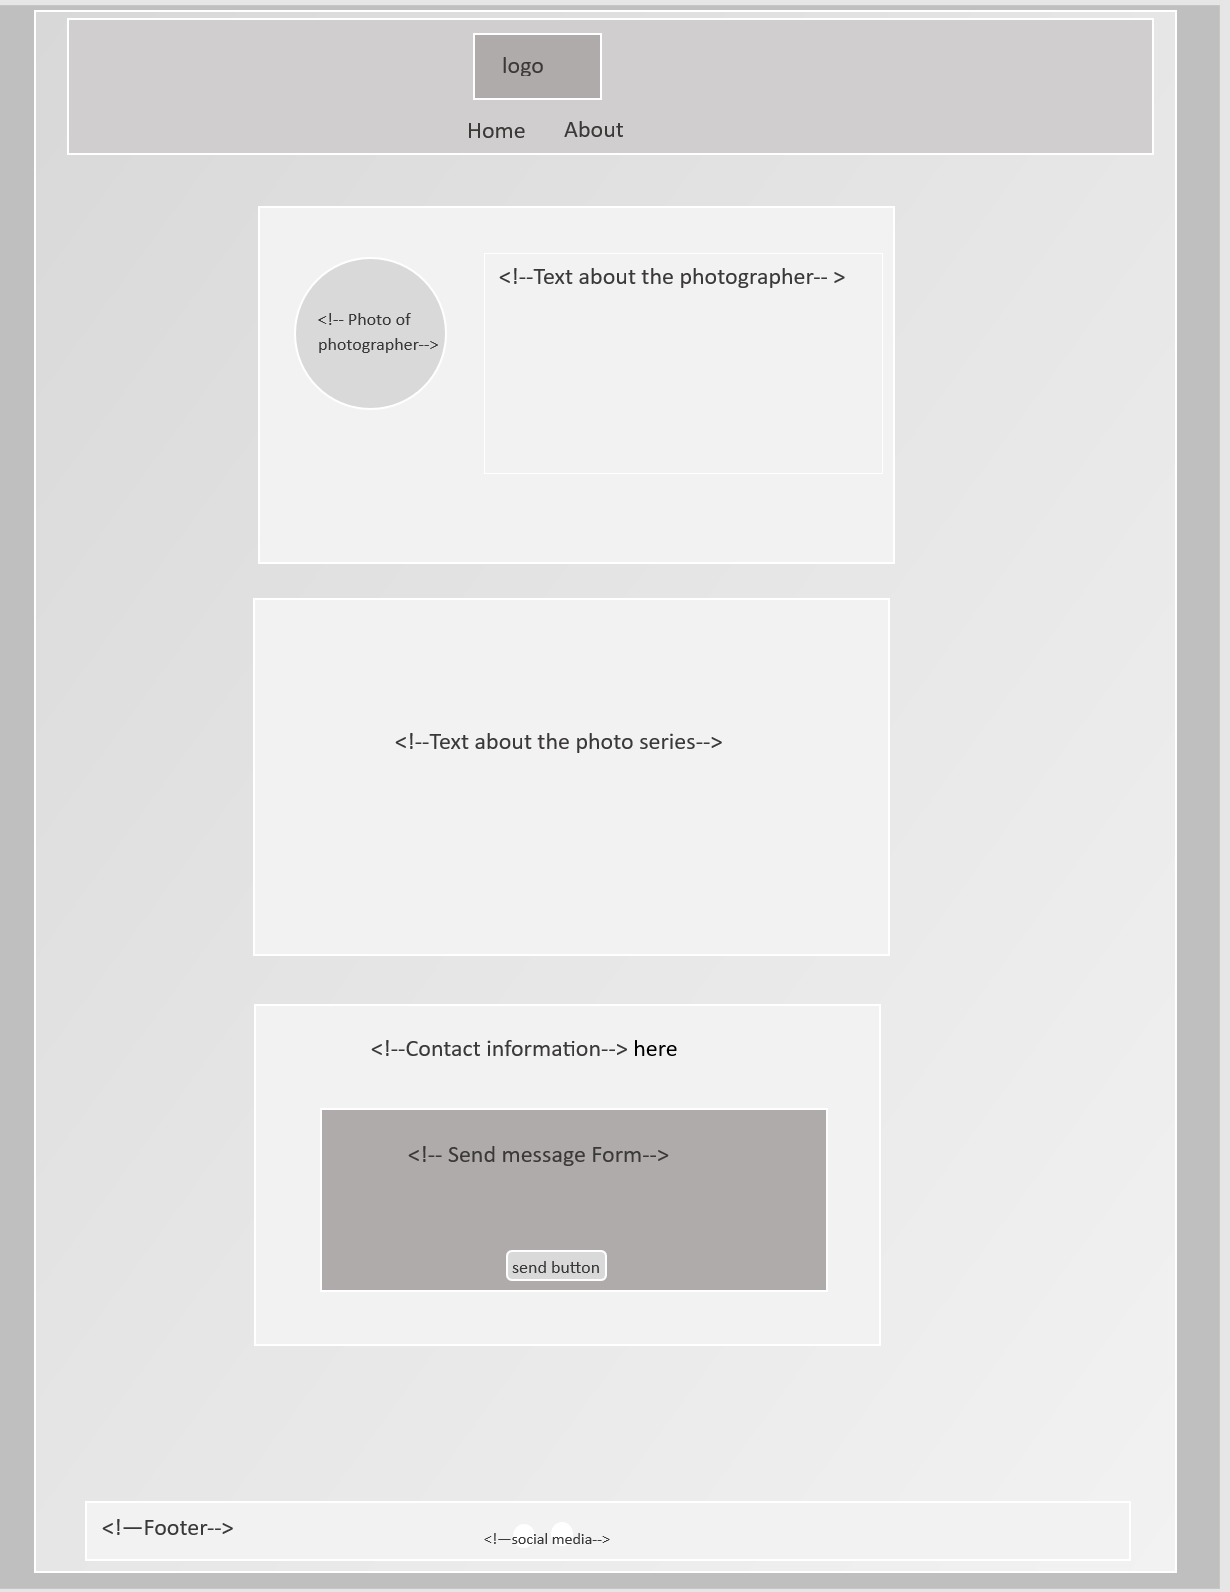 logo
Home About
<!--Text about the photographer-- >
<!-- Photo of
photographer-->
<!--Text about the photo series-->
<!--Contact information--> here
<!-- Send message Form-->
send button
<!—Footer-->
<!—social media-->